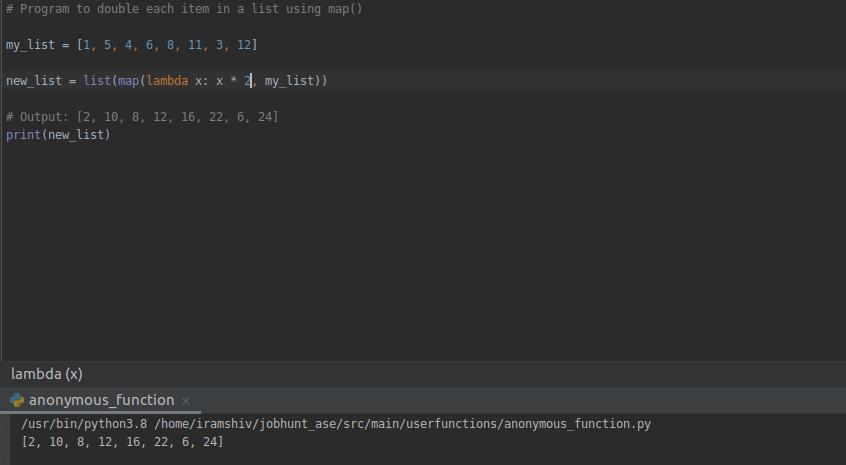 # Program to double each item in a list using map()
my_list = [1, 5, 4, 6, 8, 11, 3, 12]
new_list = list(map(lambda x: x * 2, my_list))
# Output: [2, 10, 8, 12, 16, 22, 6, 24]
print(new_list)
lambda (x)
anonymous_function ×
/usr/bin/python3.8 /home/iramshiv/jobhunt_ase/src/main/userfunctions/anonymous_function.py
[2, 10, 8, 12, 16, 22, 6, 24]